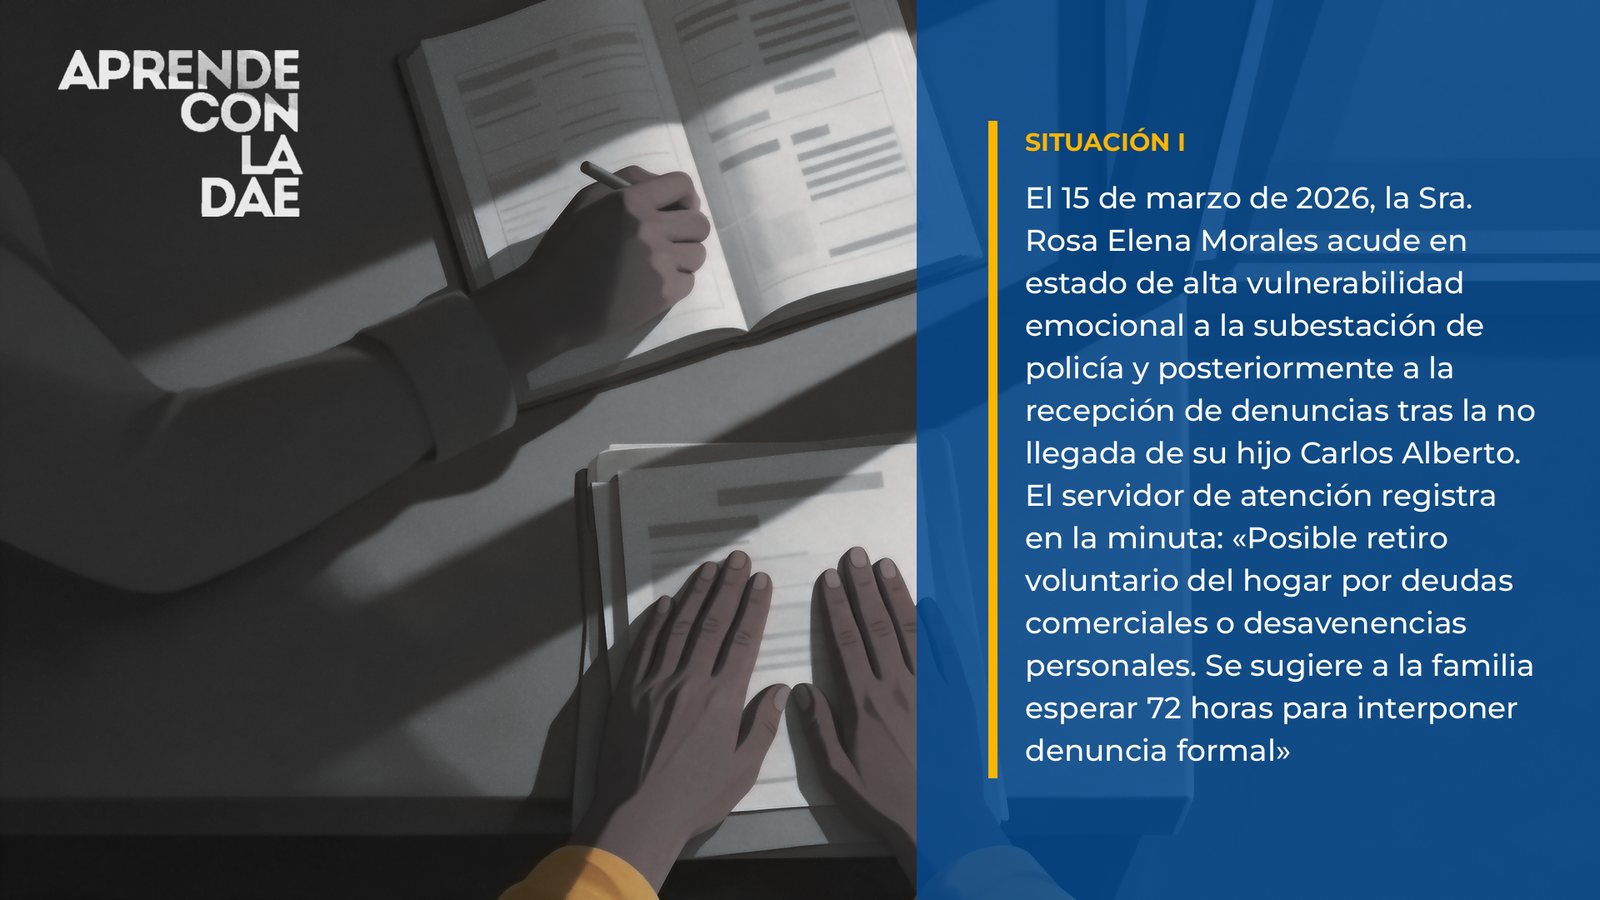 APRENDE
CON
LA
DAE
SITUACIÓN I
El 15 de marzo de 2026, la Sra.
Rosa Elena Morales acude en
estado de alta vulnerabilidad
emocional a la subestación de
policía y posteriormente a la
recepción de denuncias tras la no
llegada de su hijo Carlos Alberto.
El servidor de atención registra
en la minuta: «Posible retiro
voluntario del hogar por deudas
comerciales o desavenencias
personales. Se sugiere a la familia
esperar 72 horas para interponer
denuncia formal»